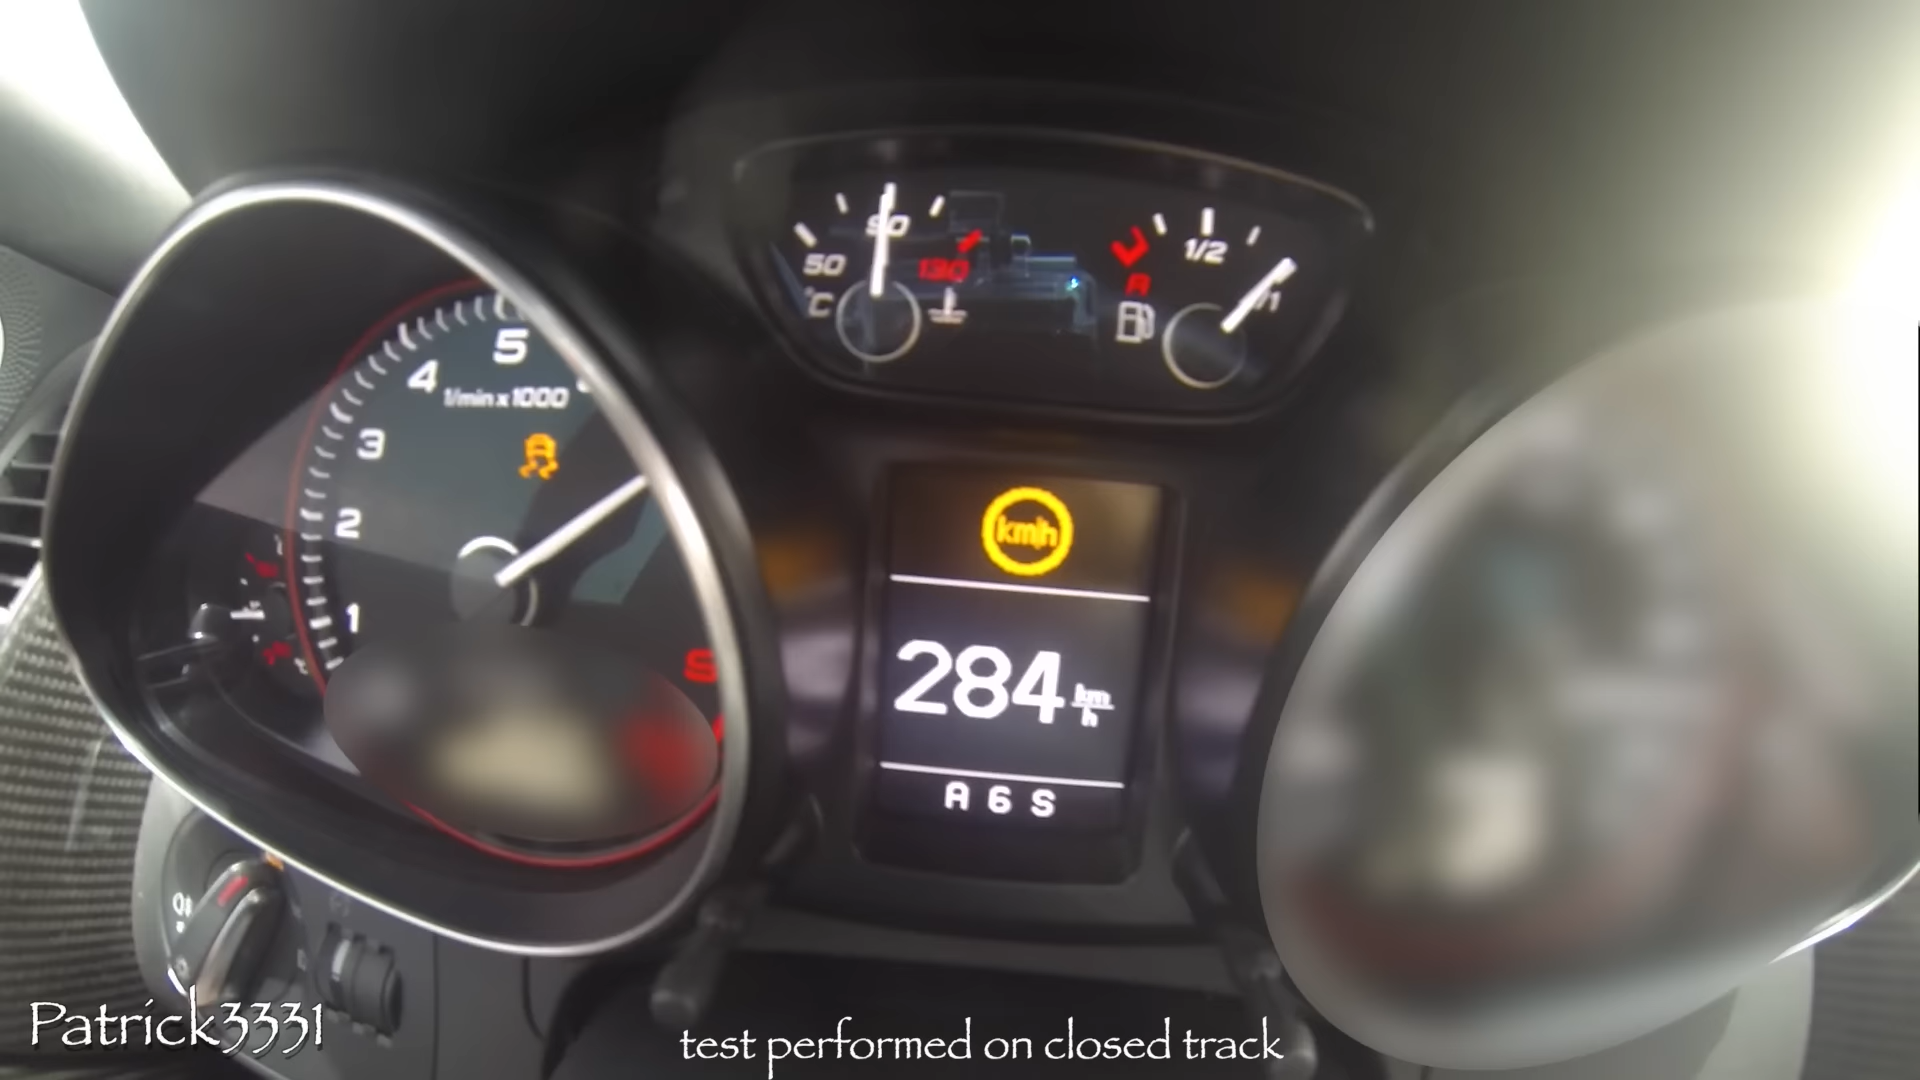 50
90
130
°C
1/2
R
/1
1
2
3
4
5
1/min x 1000
S
km/h
284 km/h
A 6 S
Patrick3331
test performed on closed track